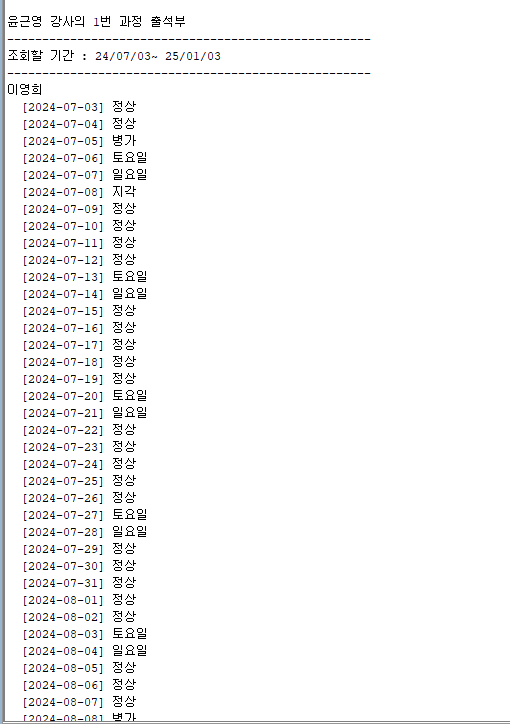 윤근영 강사의 1번 과정 출석부
----------------------------------------------------
조회할 기간 : 24/07/03~ 25/01/03
----------------------------------------------------
이영희
[2024-07-03] 정상
[2024-07-04] 정상
[2024-07-05] 병가
[2024-07-06] 토요일
[2024-07-07] 일요일
[2024-07-08] 지각
[2024-07-09] 정상
[2024-07-10] 정상
[2024-07-11] 정상
[2024-07-12] 정상
[2024-07-13] 토요일
[2024-07-14] 일요일
[2024-07-15] 정상
[2024-07-16] 정상
[2024-07-17] 정상
[2024-07-18] 정상
[2024-07-19] 정상
[2024-07-20] 토요일
[2024-07-21] 일요일
[2024-07-22] 정상
[2024-07-23] 정상
[2024-07-24] 정상
[2024-07-25] 정상
[2024-07-26] 정상
[2024-07-27] 토요일
[2024-07-28] 일요일
[2024-07-29] 정상
[2024-07-30] 정상
[2024-07-31] 정상
[2024-08-01] 정상
[2024-08-02] 정상
[2024-08-03] 토요일
[2024-08-04] 일요일
[2024-08-05] 정상
[2024-08-06] 정상
[2024-08-07] 정상
[2024-08-08] 병가